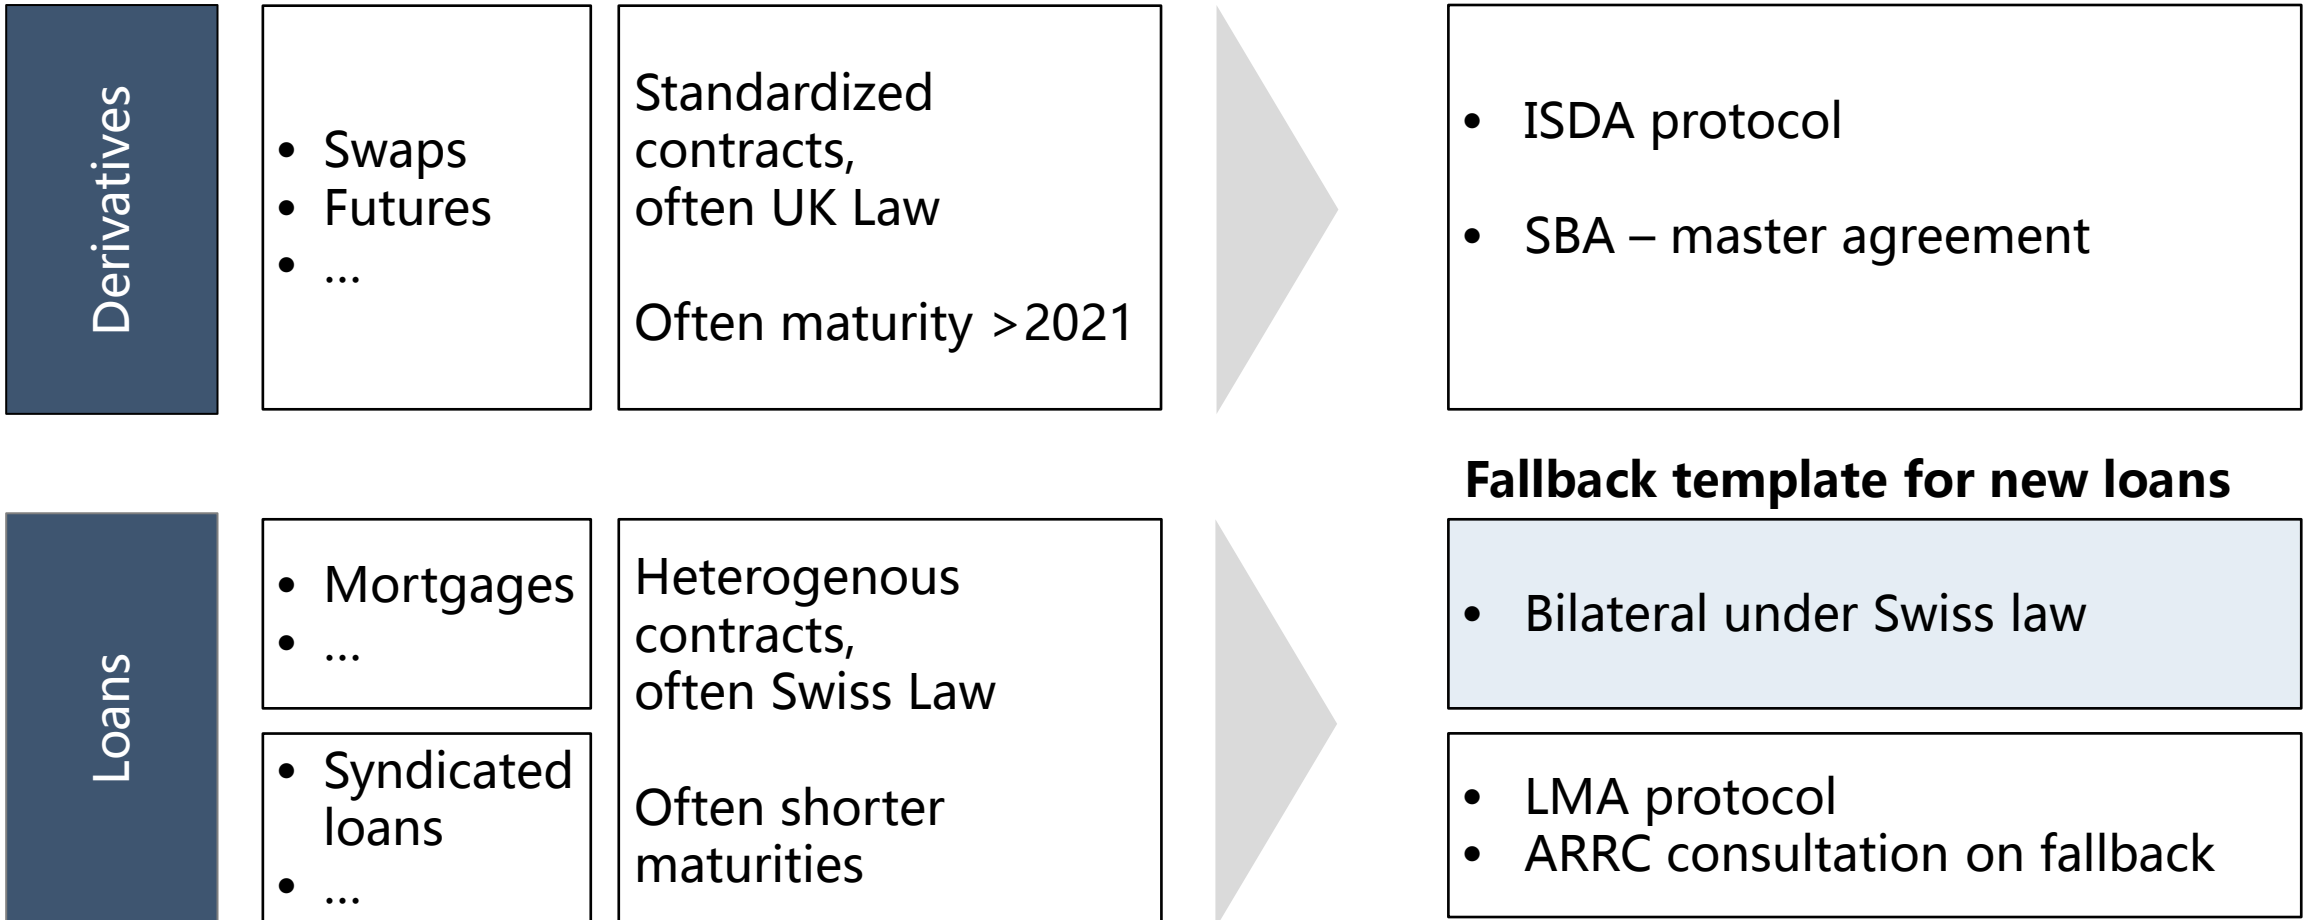 Derivatives
• Swaps
• Futures
• ...
Standardized
contracts,
often UK Law
Often maturity >2021
• ISDA protocol
• SBA – master agreement
Fallback template for new loans
Loans
• Mortgages
• ...
• Syndicated
loans
• ...
Heterogenous
contracts,
often Swiss Law
Often shorter
maturities
• Bilateral under Swiss law
• LMA protocol
• ARRC consultation on fallback